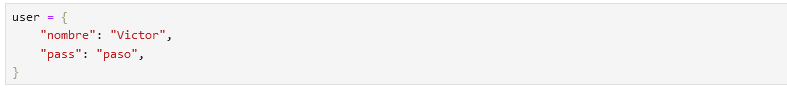 user = {
    "nombre": "Victor",
    "pass": "paso",
}